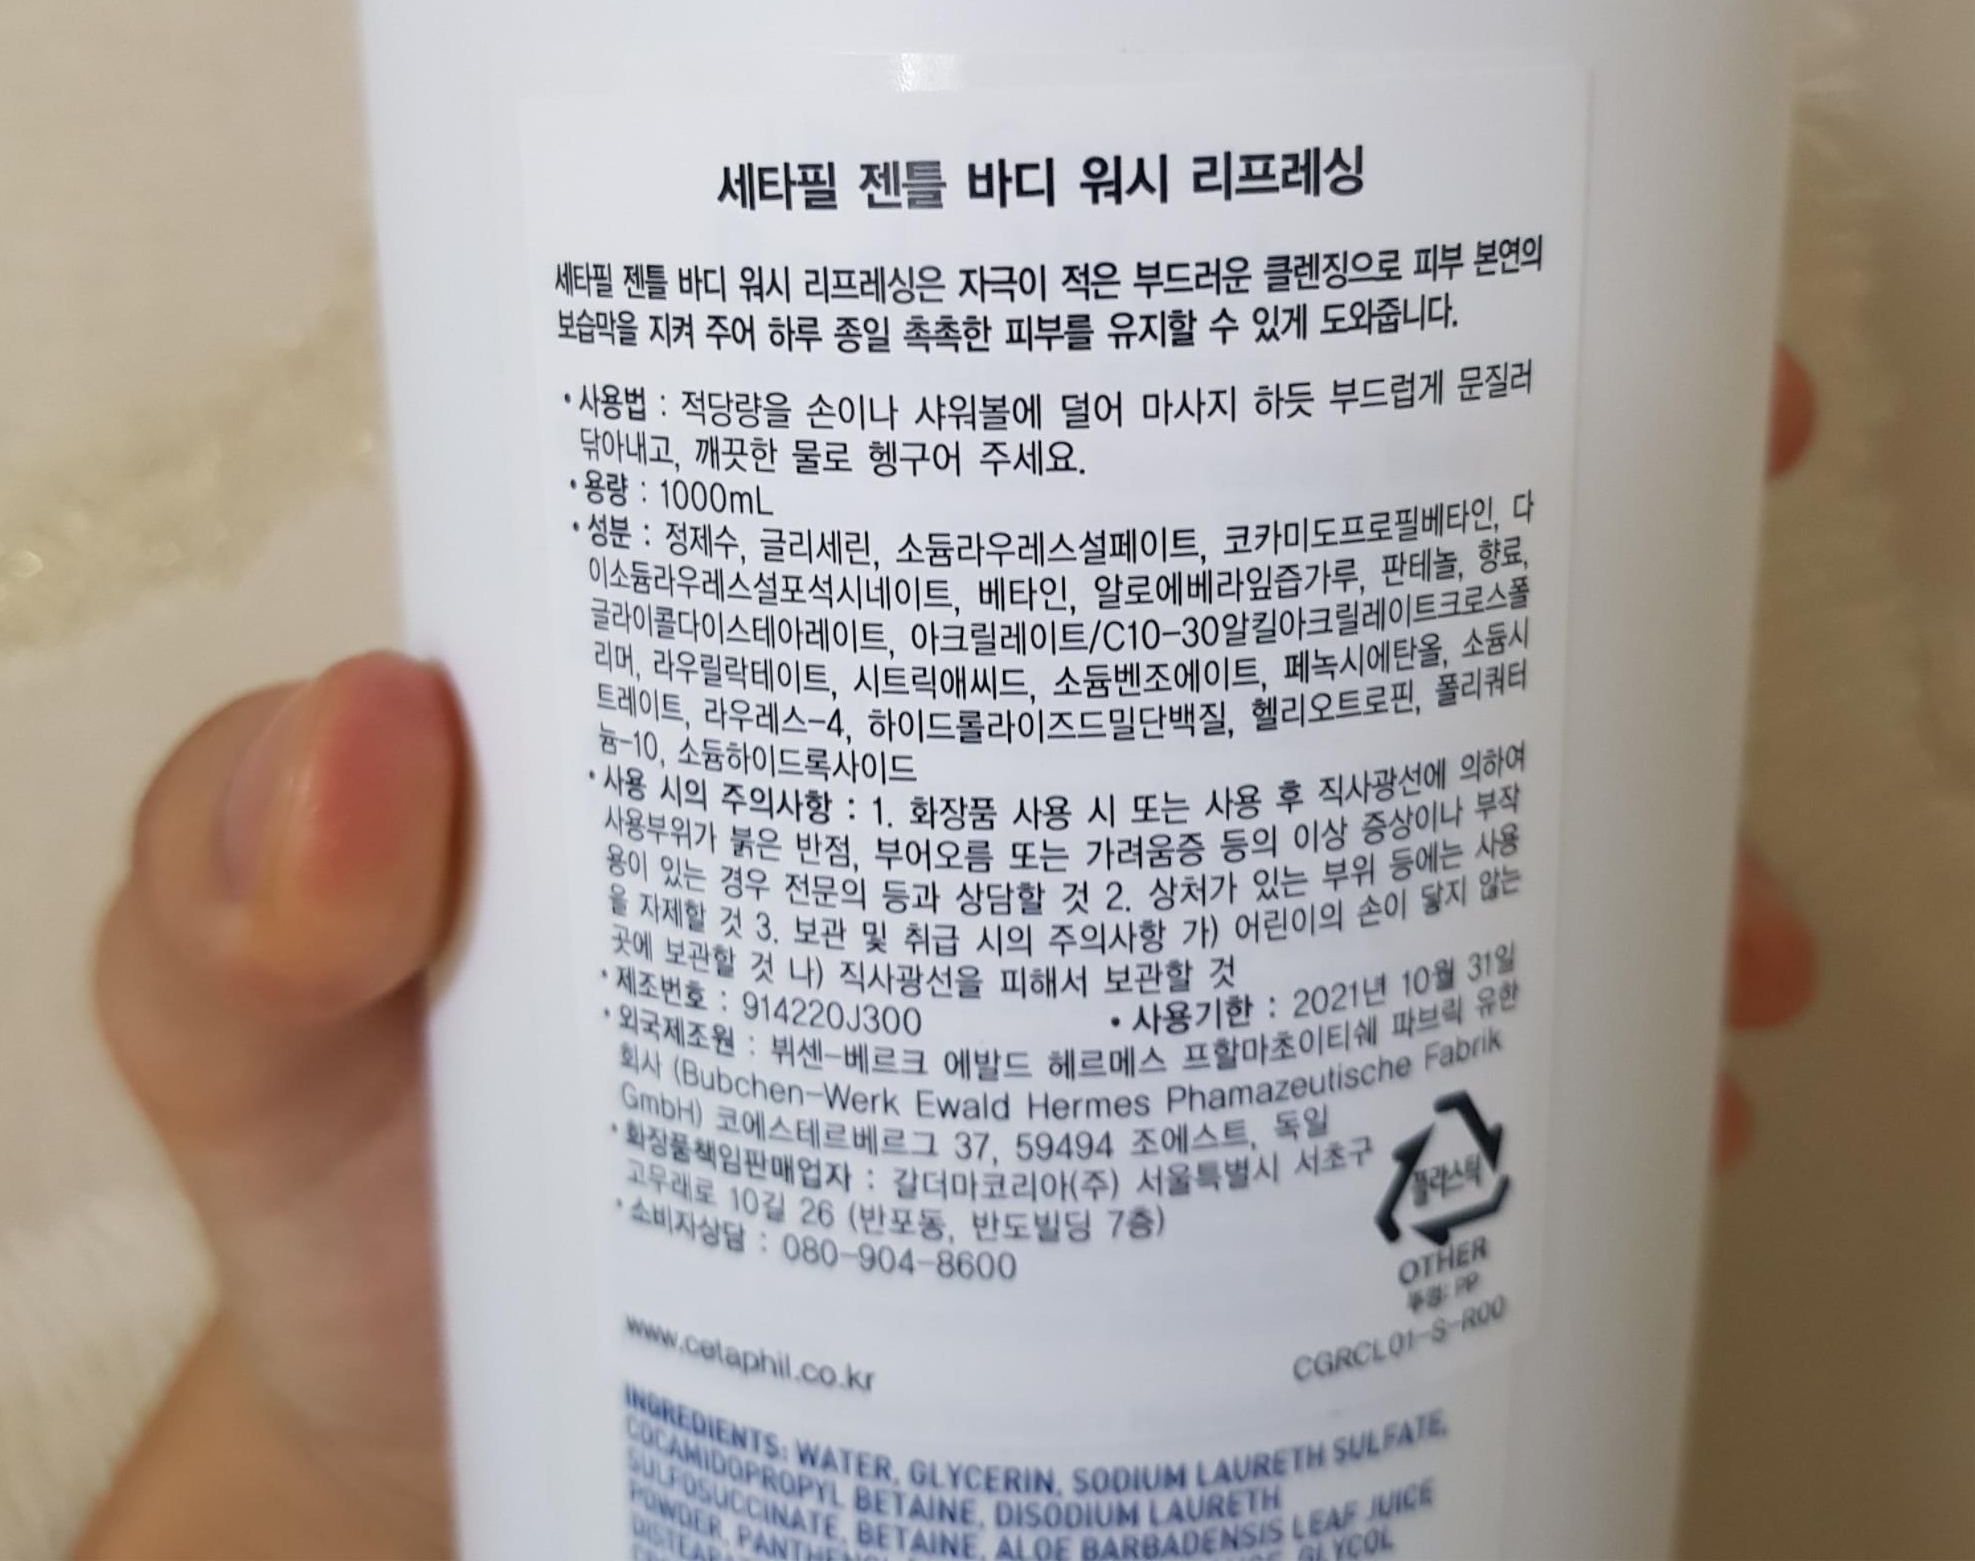 세타필 젠틀 바디 워시 리프레싱
세타필 젠틀 바디 워시 리프레싱은 자극이 적은 부드러운 클렌징으로 피부 본연의
보습막을 지켜 주어 하루 종일 촉촉한 피부를 유지할 수 있게 도와줍니다.
• 사용법 : 적당량을 손이나 샤워볼에 덜어 마사지 하듯 부드럽게 문질러
닦아내고, 깨끗한 물로 헹구어 주세요.
• 용량 : 1000mL
• 성분 : 정제수, 글리세린, 소듐라우레스설페이트, 코카미도프로필베타인, 다
이소듐라우레스설포석시네이트, 베타인, 알로에베라잎즙가루, 판테놀, 향료,
글라이콜다이스테아레이트, 아크릴레이트/C10-30알킬아크릴레이트크로스폴
리머, 라우릴락테이트, 시트릭애씨드, 소듐벤조에이트, 페녹시에탄올, 소듐시
트레이트, 라우레스-4, 하이드롤라이즈드밀단백질, 헬리오트로핀, 폴리쿼터
늄-10, 소듐하이드록사이드
• 사용 시의 주의사항 : 1. 화장품 사용 시 또는 사용 후 직사광선에 의하여
사용부위가 붉은 반점, 부어오름 또는 가려움증 등의 이상 증상이나 부작
용이 있는 경우 전문의 등과 상담할 것 2. 상처가 있는 부위 등에는 사용
을 자제할 것 3. 보관 및 취급 시의 주의사항 가) 어린이의 손이 닿지 않는
곳에 보관할 것 나) 직사광선을 피해서 보관할 것
• 제조번호 : 914220J300 • 사용기한 : 2021년 10월 31일
• 외국제조원 : 뷔센-베르크 에발드 헤르메스 프할마초이티쉐 파브릭 유한
회사 (Bubchen-Werk Ewald Hermes Phamazeutische Fabrik
GmbH) 코에스테르베르그 37, 59494 조에스트, 독일
• 화장품책임판매업자 : 갈더마코리아(주) 서울특별시 서초구
고무래로 10길 26 (반포동, 반도빌딩 7층)
• 소비자상담 : 080-904-8600
플라스틱
OTHER
뚜껑: PP
www.cetaphil.co.kr
CGRCL01-S-R00
INGREDIENTS: WATER, GLYCERIN, SODIUM LAURETH SULFATE,
COCAMIDOPROPYL BETAINE, DISODIUM LAURETH
SULFOSUCCINATE, BETAINE, ALOE BARBADENSIS LEAF JUICE
POWDER, GLYCOL